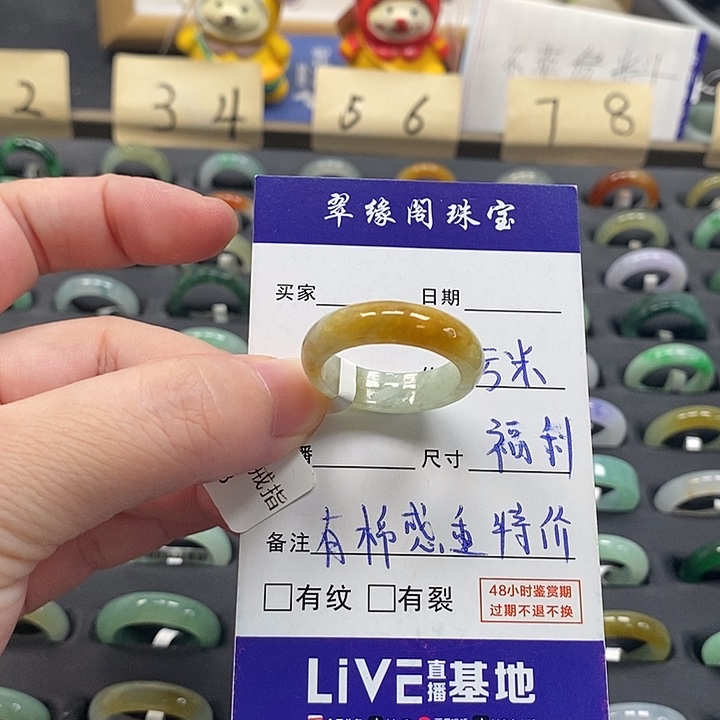 2
3 4
5 6
7 8
翠缘阁珠宝
买家 日期
米
尺寸 福利
戒指
备注 有棉感重特价
有纹 有裂
48小时鉴赏期
过期不退不换
LiVE直播基地